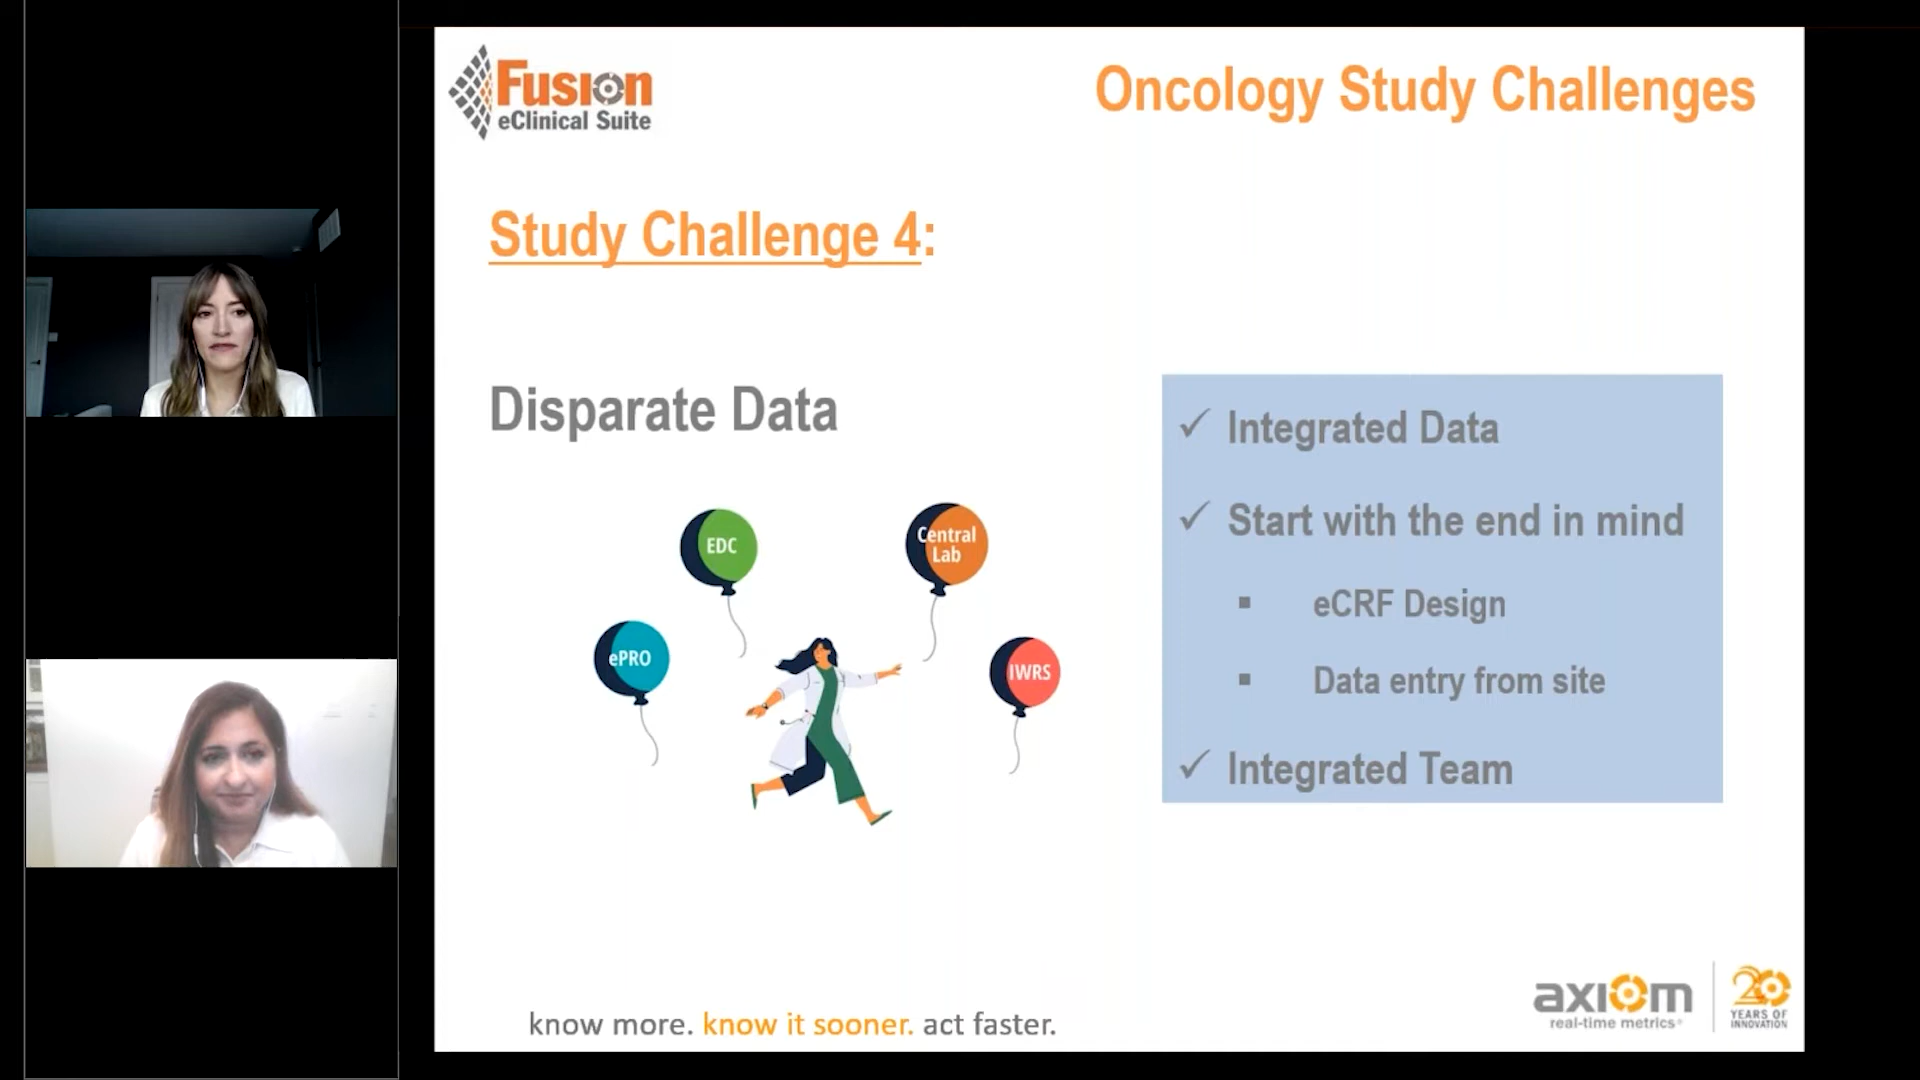 Fusion
eClinical Suite
Oncology Study Challenges
Study Challenge 4:
Disparate Data
EDC
Central
Lab
ePRO
IWRS
✓ Integrated Data
✓ Start with the end in mind
▪ eCRF Design
▪ Data entry from site
✓ Integrated Team
know more. know it sooner. act faster.
axiom
real-time metrics®
20
YEARS OF
INNOVATION